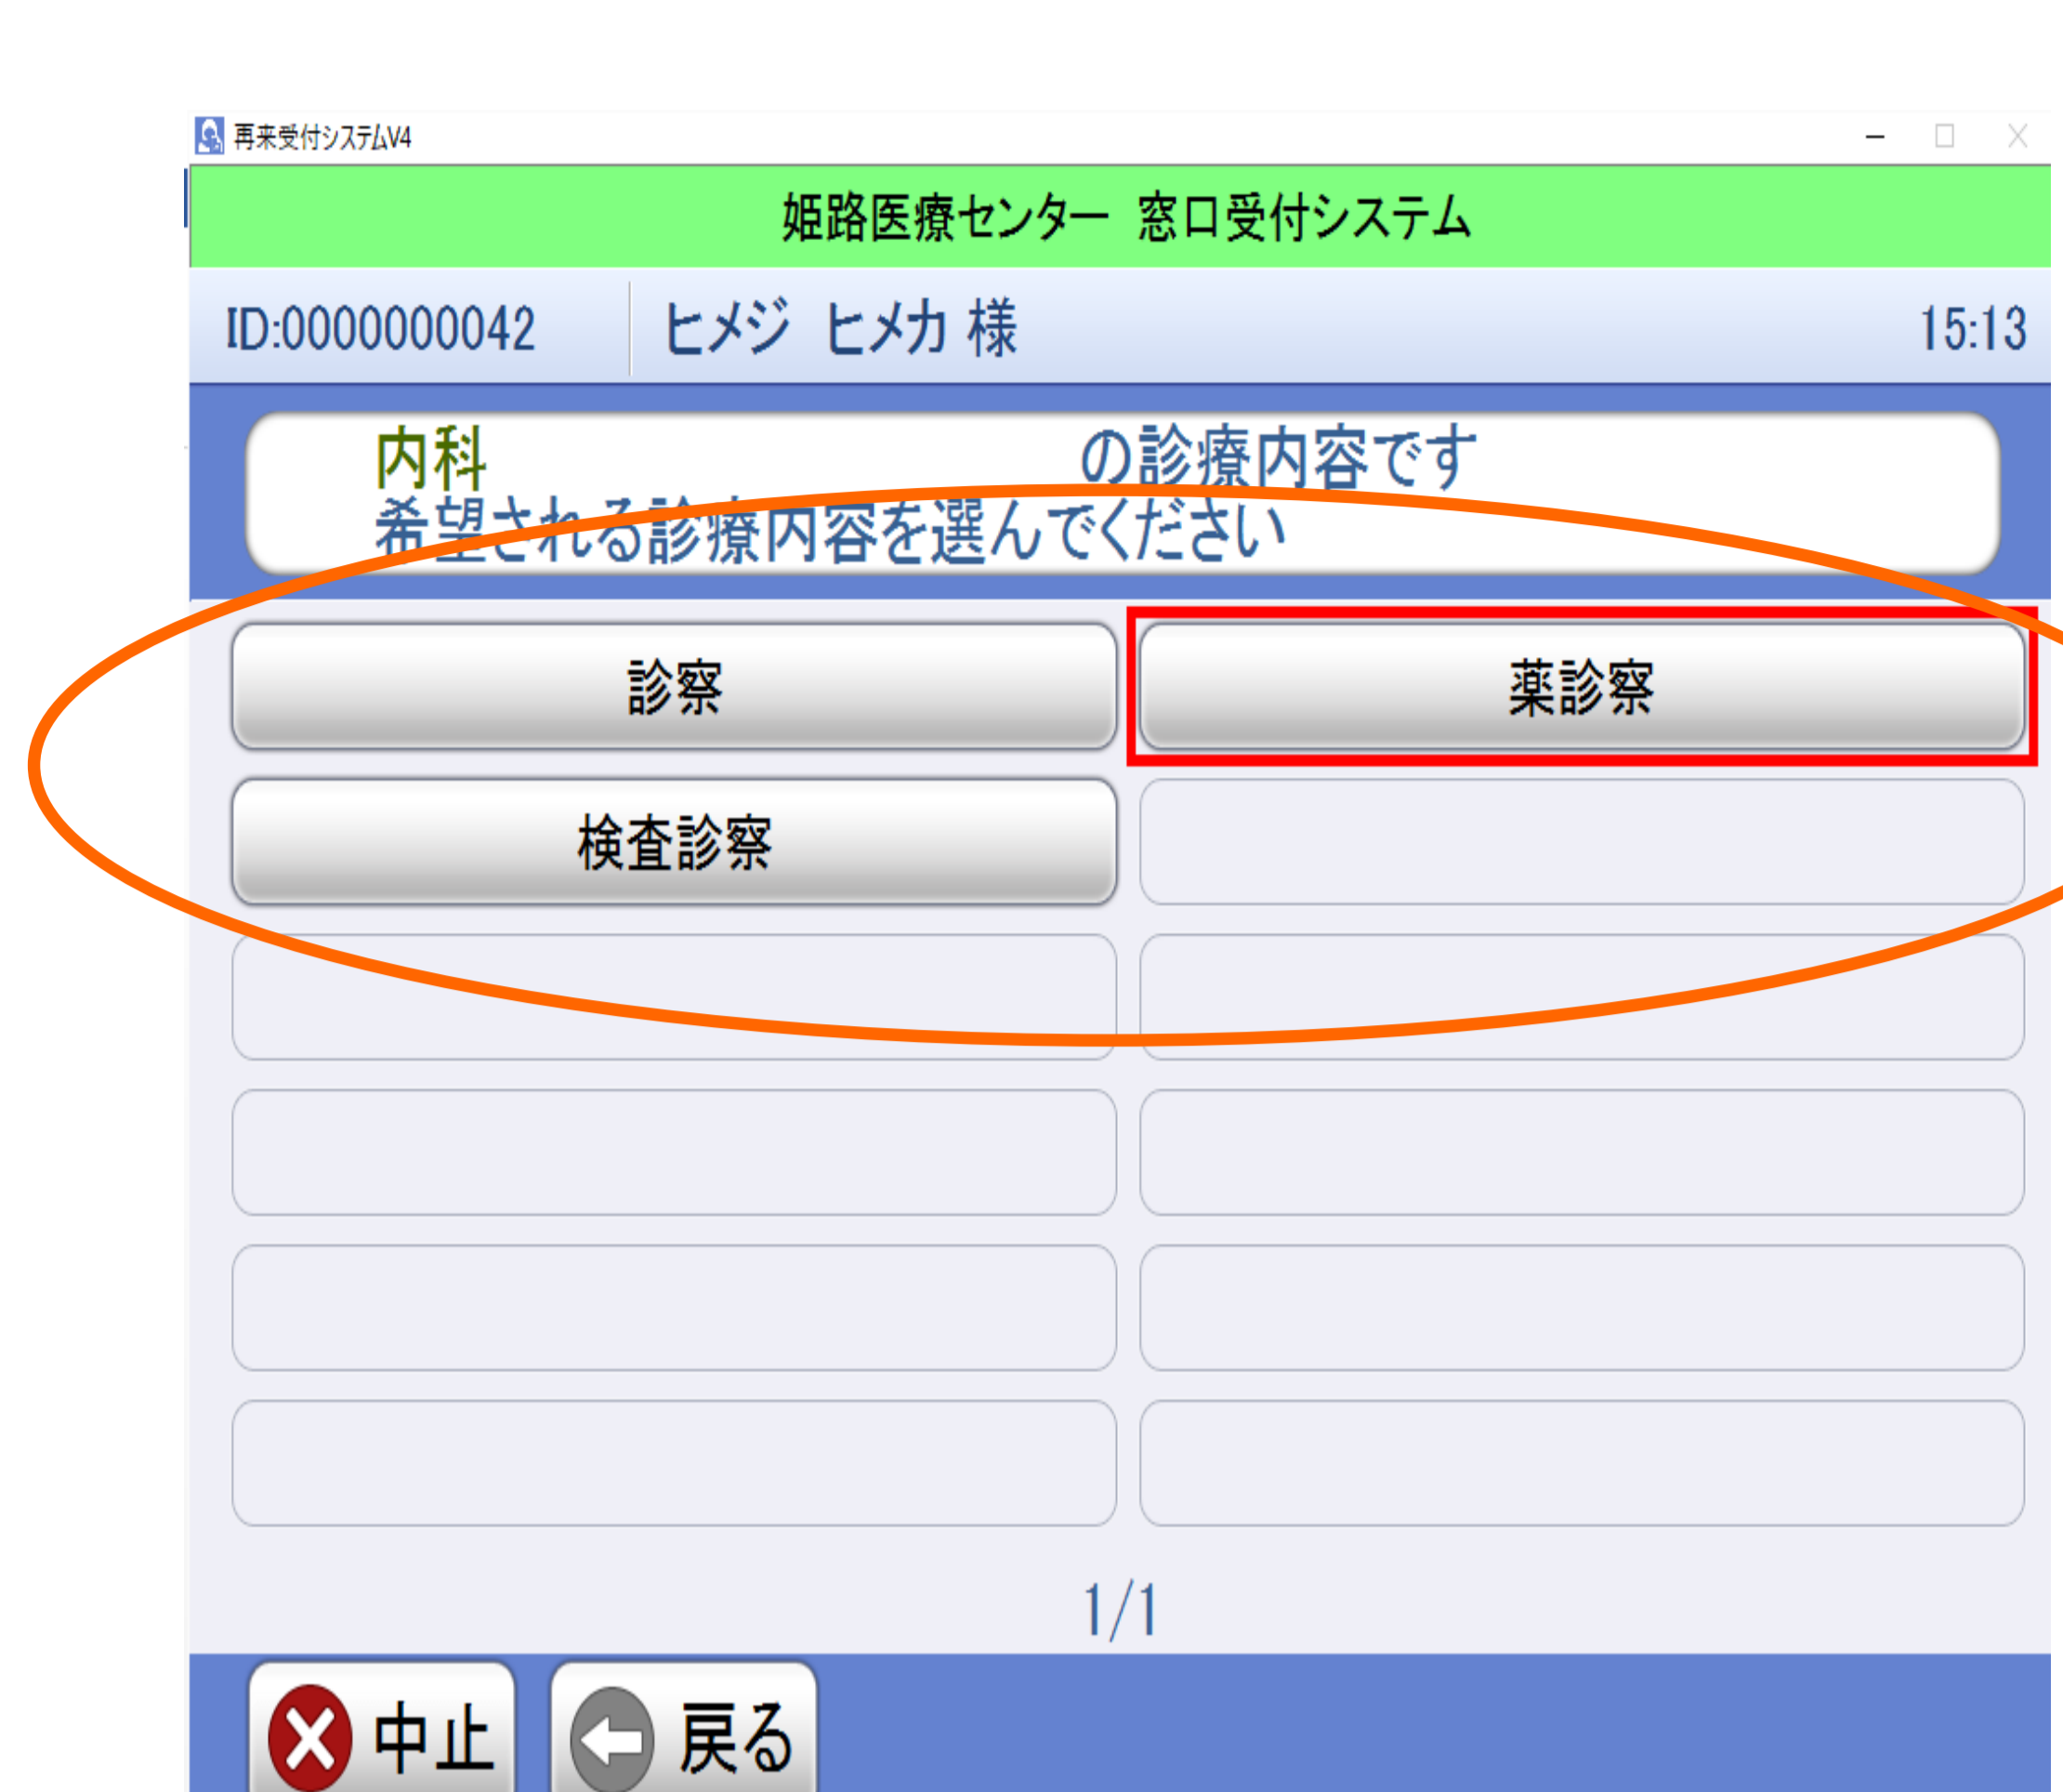 再来受付システムV4
姫路医療センター 窓口受付システム
ID:0000000042 ヒメジ ヒメカ 様 15:13
内科 の診療内容です
希望される診療内容を選んでください
診察 薬診察
検査診察
1/1
中止 戻る